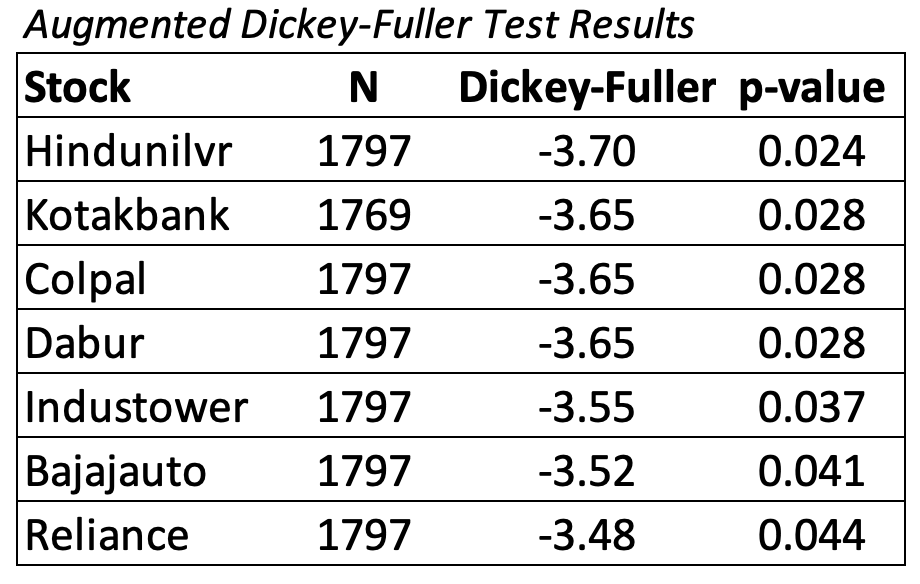 Augmented Dickey-Fuller Test Results
Stock N Dickey-Fuller p-value
Hindunilvr 1797 -3.70 0.024
Kotakbank 1769 -3.65 0.028
Colpal 1797 -3.65 0.028
Dabur 1797 -3.65 0.028
Industower 1797 -3.55 0.037
Bajajauto 1797 -3.52 0.041
Reliance 1797 -3.48 0.044